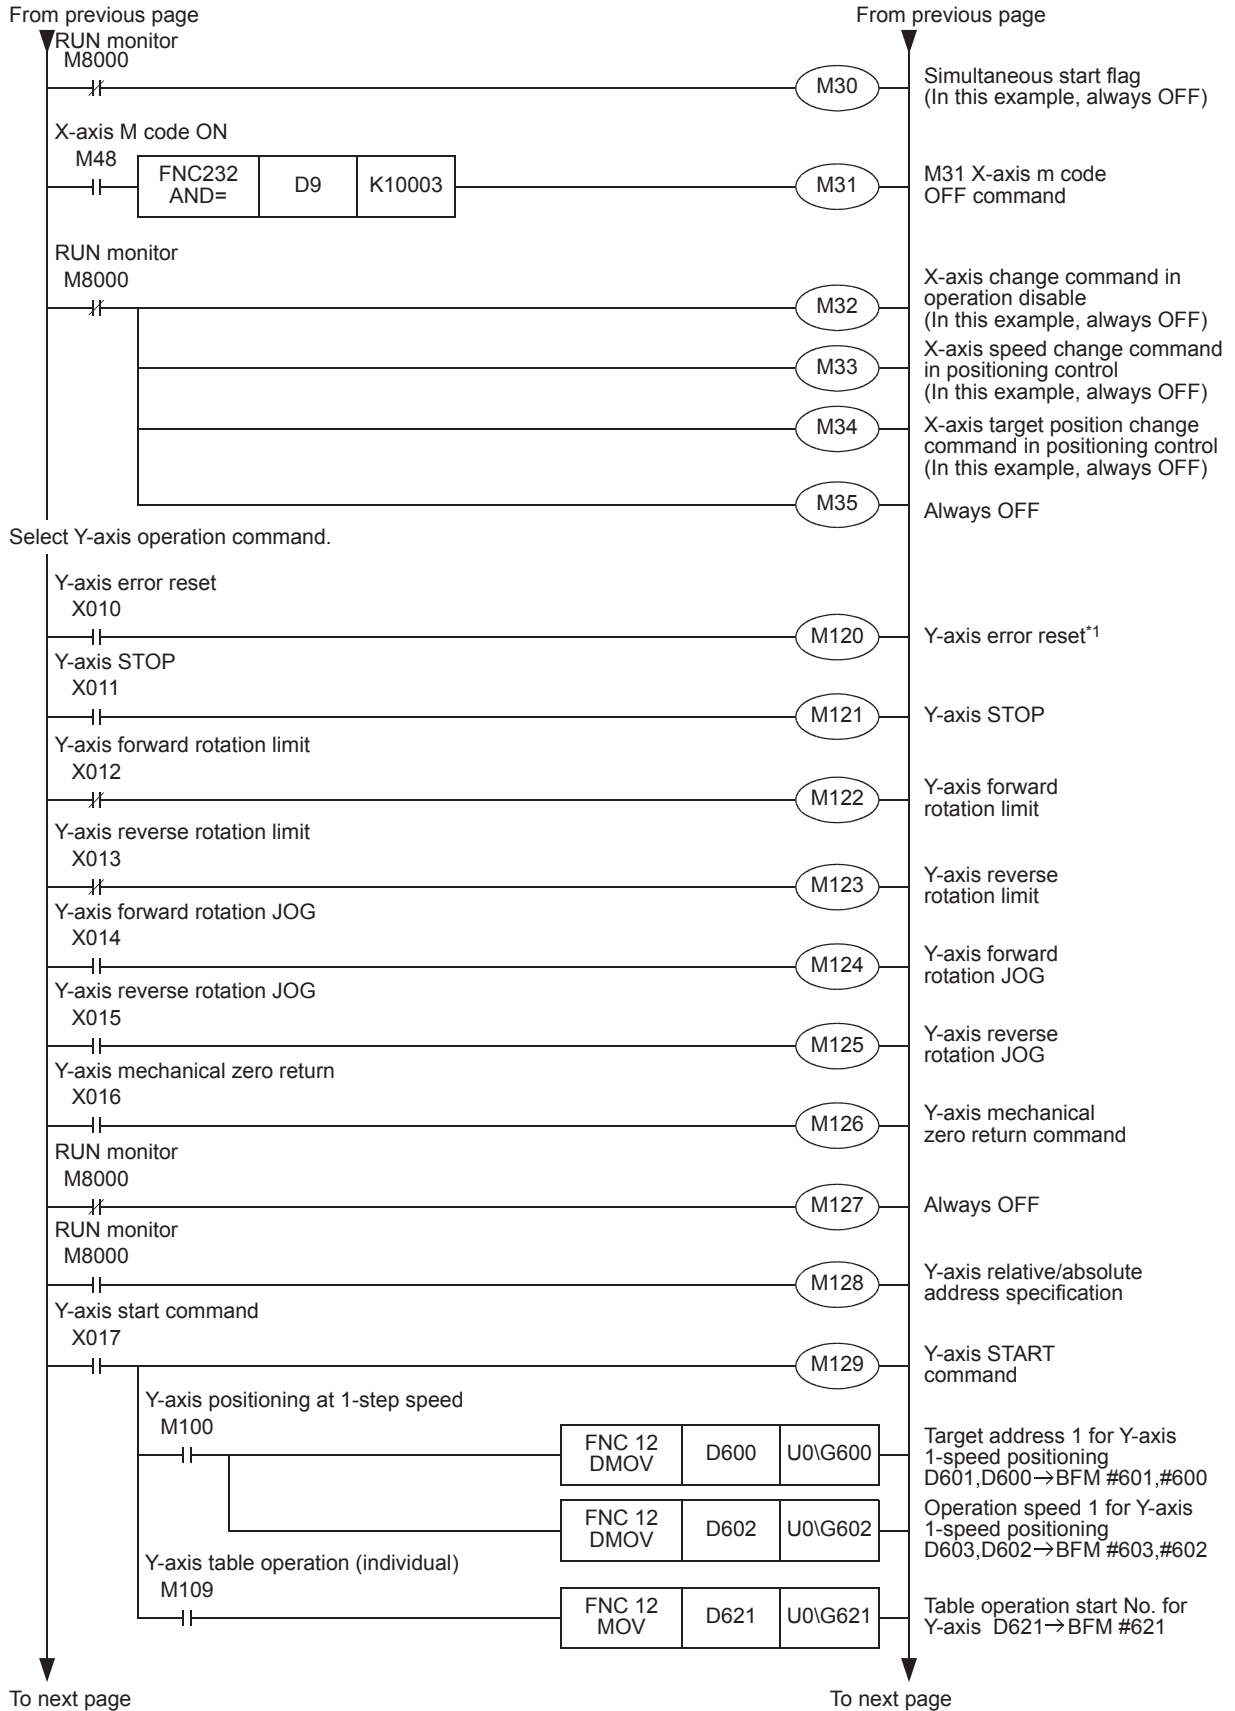 From previous page
From previous page
RUN monitor
M8000
M30
Simultaneous start flag
(In this example, always OFF)
X-axis M code ON
M48
FNC232
AND=
D9
K10003
M31
M31 X-axis m code
OFF command
RUN monitor
M8000
M32
X-axis change command in
operation disable
(In this example, always OFF)
M33
X-axis speed change command
in positioning control
(In this example, always OFF)
M34
X-axis target position change
command in positioning control
(In this example, always OFF)
M35
Always OFF
Select Y-axis operation command.
Y-axis error reset
X010
M120
Y-axis error reset*1
Y-axis STOP
X011
M121
Y-axis STOP
Y-axis forward rotation limit
X012
M122
Y-axis forward
rotation limit
Y-axis reverse rotation limit
X013
M123
Y-axis reverse
rotation limit
Y-axis forward rotation JOG
X014
M124
Y-axis forward
rotation JOG
Y-axis reverse rotation JOG
X015
M125
Y-axis reverse
rotation JOG
Y-axis mechanical zero return
X016
M126
Y-axis mechanical
zero return command
RUN monitor
M8000
M127
Always OFF
RUN monitor
M8000
M128
Y-axis relative/absolute
address specification
Y-axis start command
X017
M129
Y-axis START
command
Y-axis positioning at 1-step speed
M100
FNC 12
DMOV
D600
U0\G600
Target address 1 for Y-axis
1-speed positioning
D601,D600→BFM #601,#600
FNC 12
DMOV
D602
U0\G602
Operation speed 1 for Y-axis
1-speed positioning
D603,D602→BFM #603,#602
Y-axis table operation (individual)
M109
FNC 12
MOV
D621
U0\G621
Table operation start No. for
Y-axis D621→BFM #621
To next page
To next page